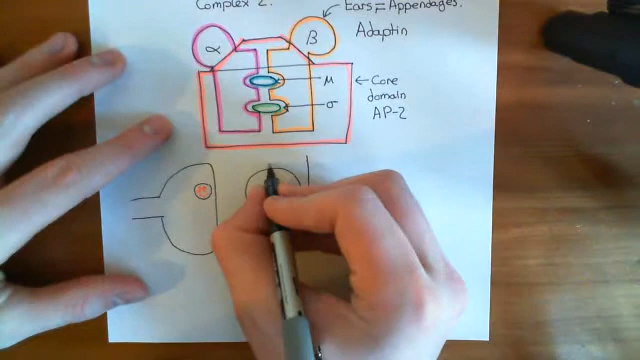 Complex 2.
Ears = Appendages.
α
β
Adaptin
μ
σ
← Core
domain
AP-2